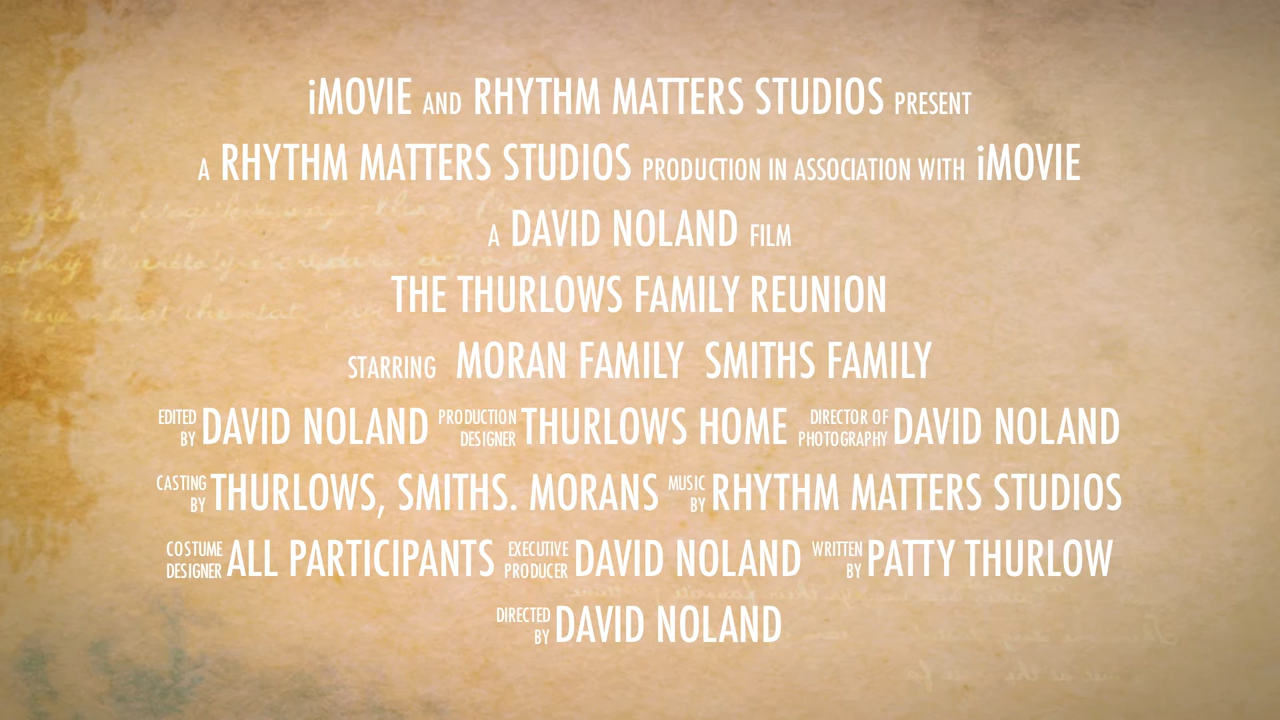 iMOVIE AND RHYTHM MATTERS STUDIOS PRESENT
A RHYTHM MATTERS STUDIOS PRODUCTION IN ASSOCIATION WITH iMOVIE
A DAVID NOLAND FILM
THE THURLOWS FAMILY REUNION
STARRING MORAN FAMILY SMITHS FAMILY
EDITED BY DAVID NOLAND PRODUCTION DESIGNER THURLOWS HOME DIRECTOR OF PHOTOGRAPHY DAVID NOLAND
CASTING BY THURLOWS, SMITHS. MORANS MUSIC BY RHYTHM MATTERS STUDIOS
COSTUME DESIGNER ALL PARTICIPANTS EXECUTIVE PRODUCER DAVID NOLAND WRITTEN BY PATTY THURLOW
DIRECTED BY DAVID NOLAND